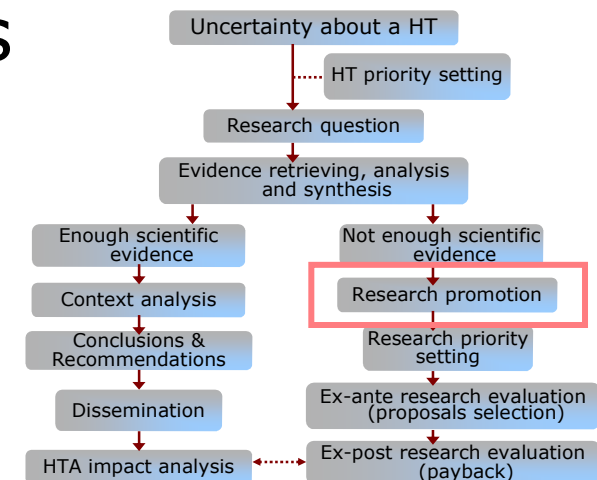 s
Uncertainty about a HT
HT priority setting
Research question
Evidence retrieving, analysis
and synthesis
Enough scientific
evidence
Not enough scientific
evidence
Context analysis
Research promotion
Conclusions &
Recommendations
Research priority
setting
Dissemination
Ex-ante research evaluation
(proposals selection)
HTA impact analysis
Ex-post research evaluation
(payback)